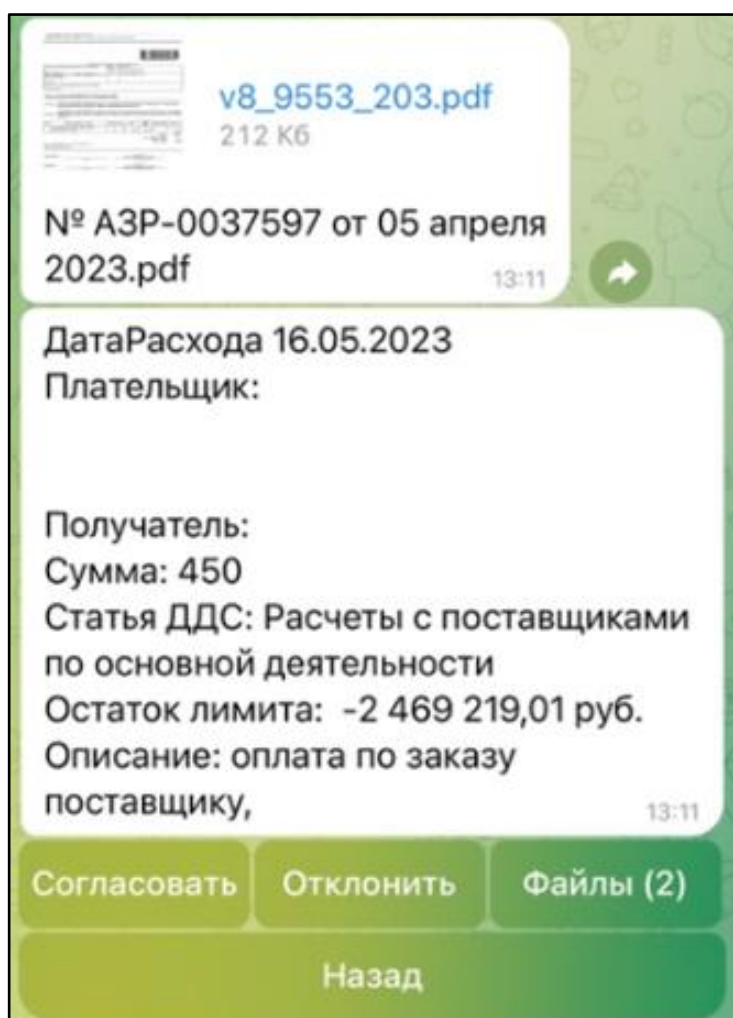 v8_9553_203.pdf
212 Кб
№ АЗР-0037597 от 05 апреля
2023.pdf
13:11
ДатаРасхода 16.05.2023
Плательщик:
Получатель:
Сумма: 450
Статья ДДС: Расчеты с поставщиками
по основной деятельности
Остаток лимита:  -2 469 219,01 руб.
Описание: оплата по заказу
поставщику,
13:11
Согласовать
Отклонить
Файлы (2)
Назад